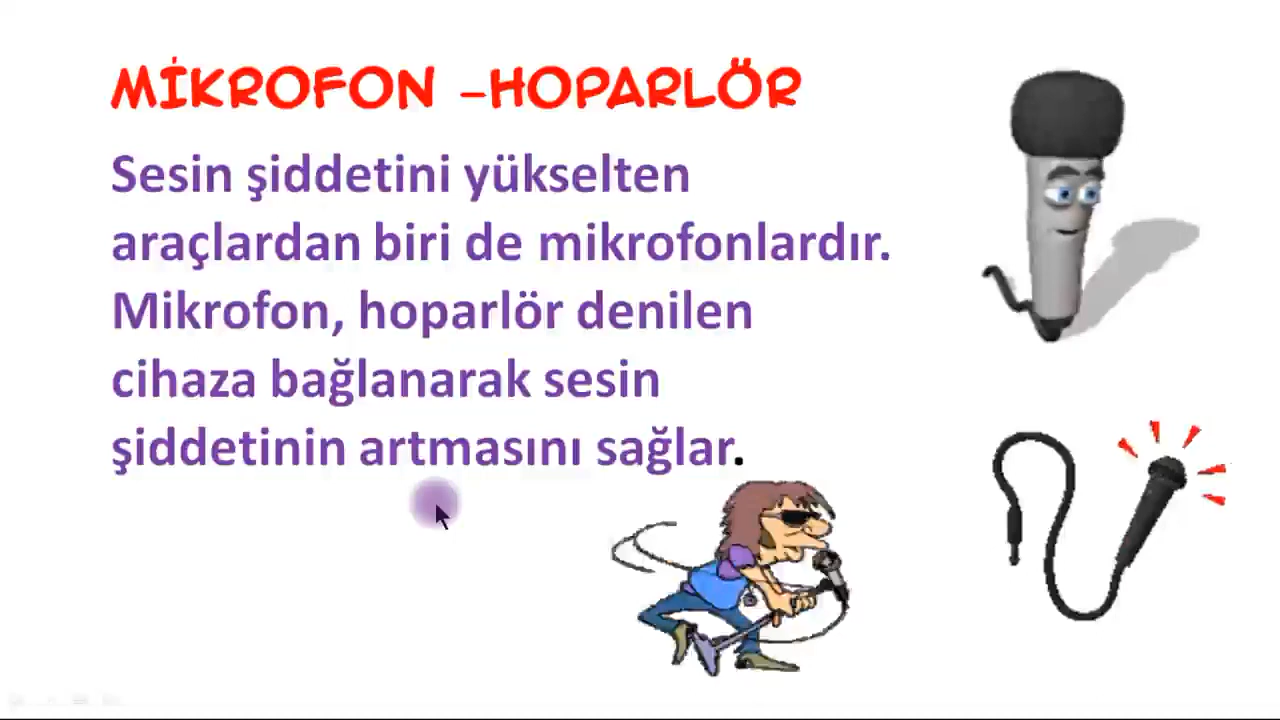 MİKROFON –HOPARLÖR
Sesin şiddetini yükselten
araçlardan biri de mikrofonlardır.
Mikrofon, hoparlör denilen
cihaza bağlanarak sesin
şiddetinin artmasını sağlar.